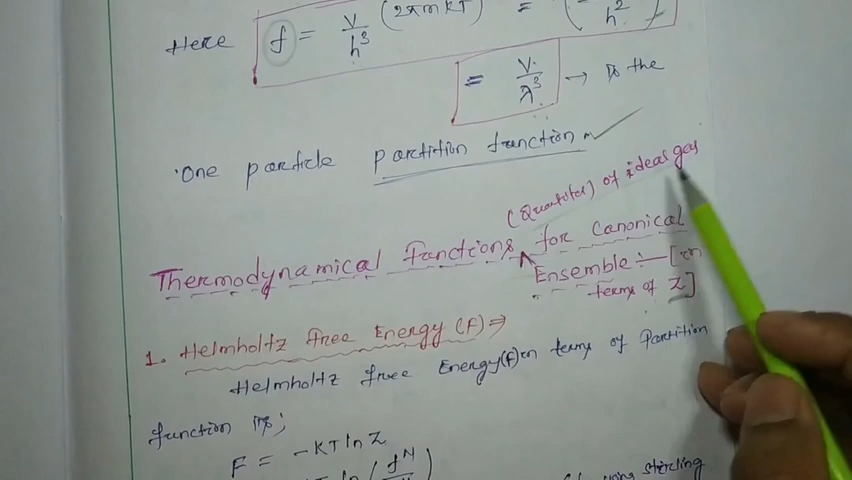 Here f = V/h³ (2πmKT) = (
h²
= V/λ³ → is the
one particle partition function
(Quantities) of ideal gas
Thermodynamical Functions for Canonical
Ensemble :— [in
terms of Z]
1. Helmholtz free Energy (F) ⇒
Helmholtz free Energy(F) in terms of Partition
function is;
F = -KT ln Z
ln ( f^N
using stirling